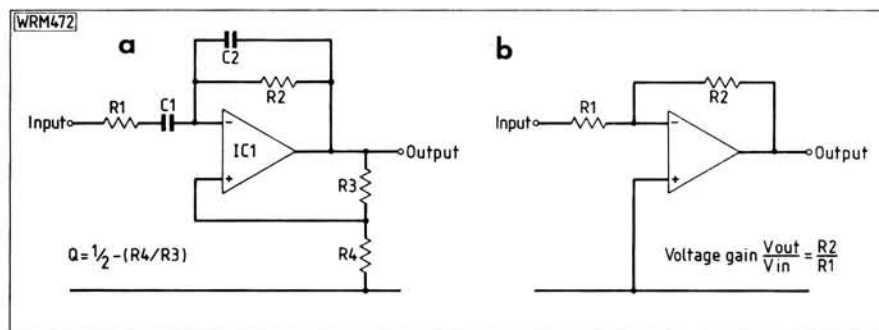 WRM472
a
C2
R2
R1
C1
Input
−
IC1
+
Output
R3
R4
Q=½-(R4/R3)
b
R1
R2
Input
−
+
Output
Voltage gain Vout/Vin = R2/R1